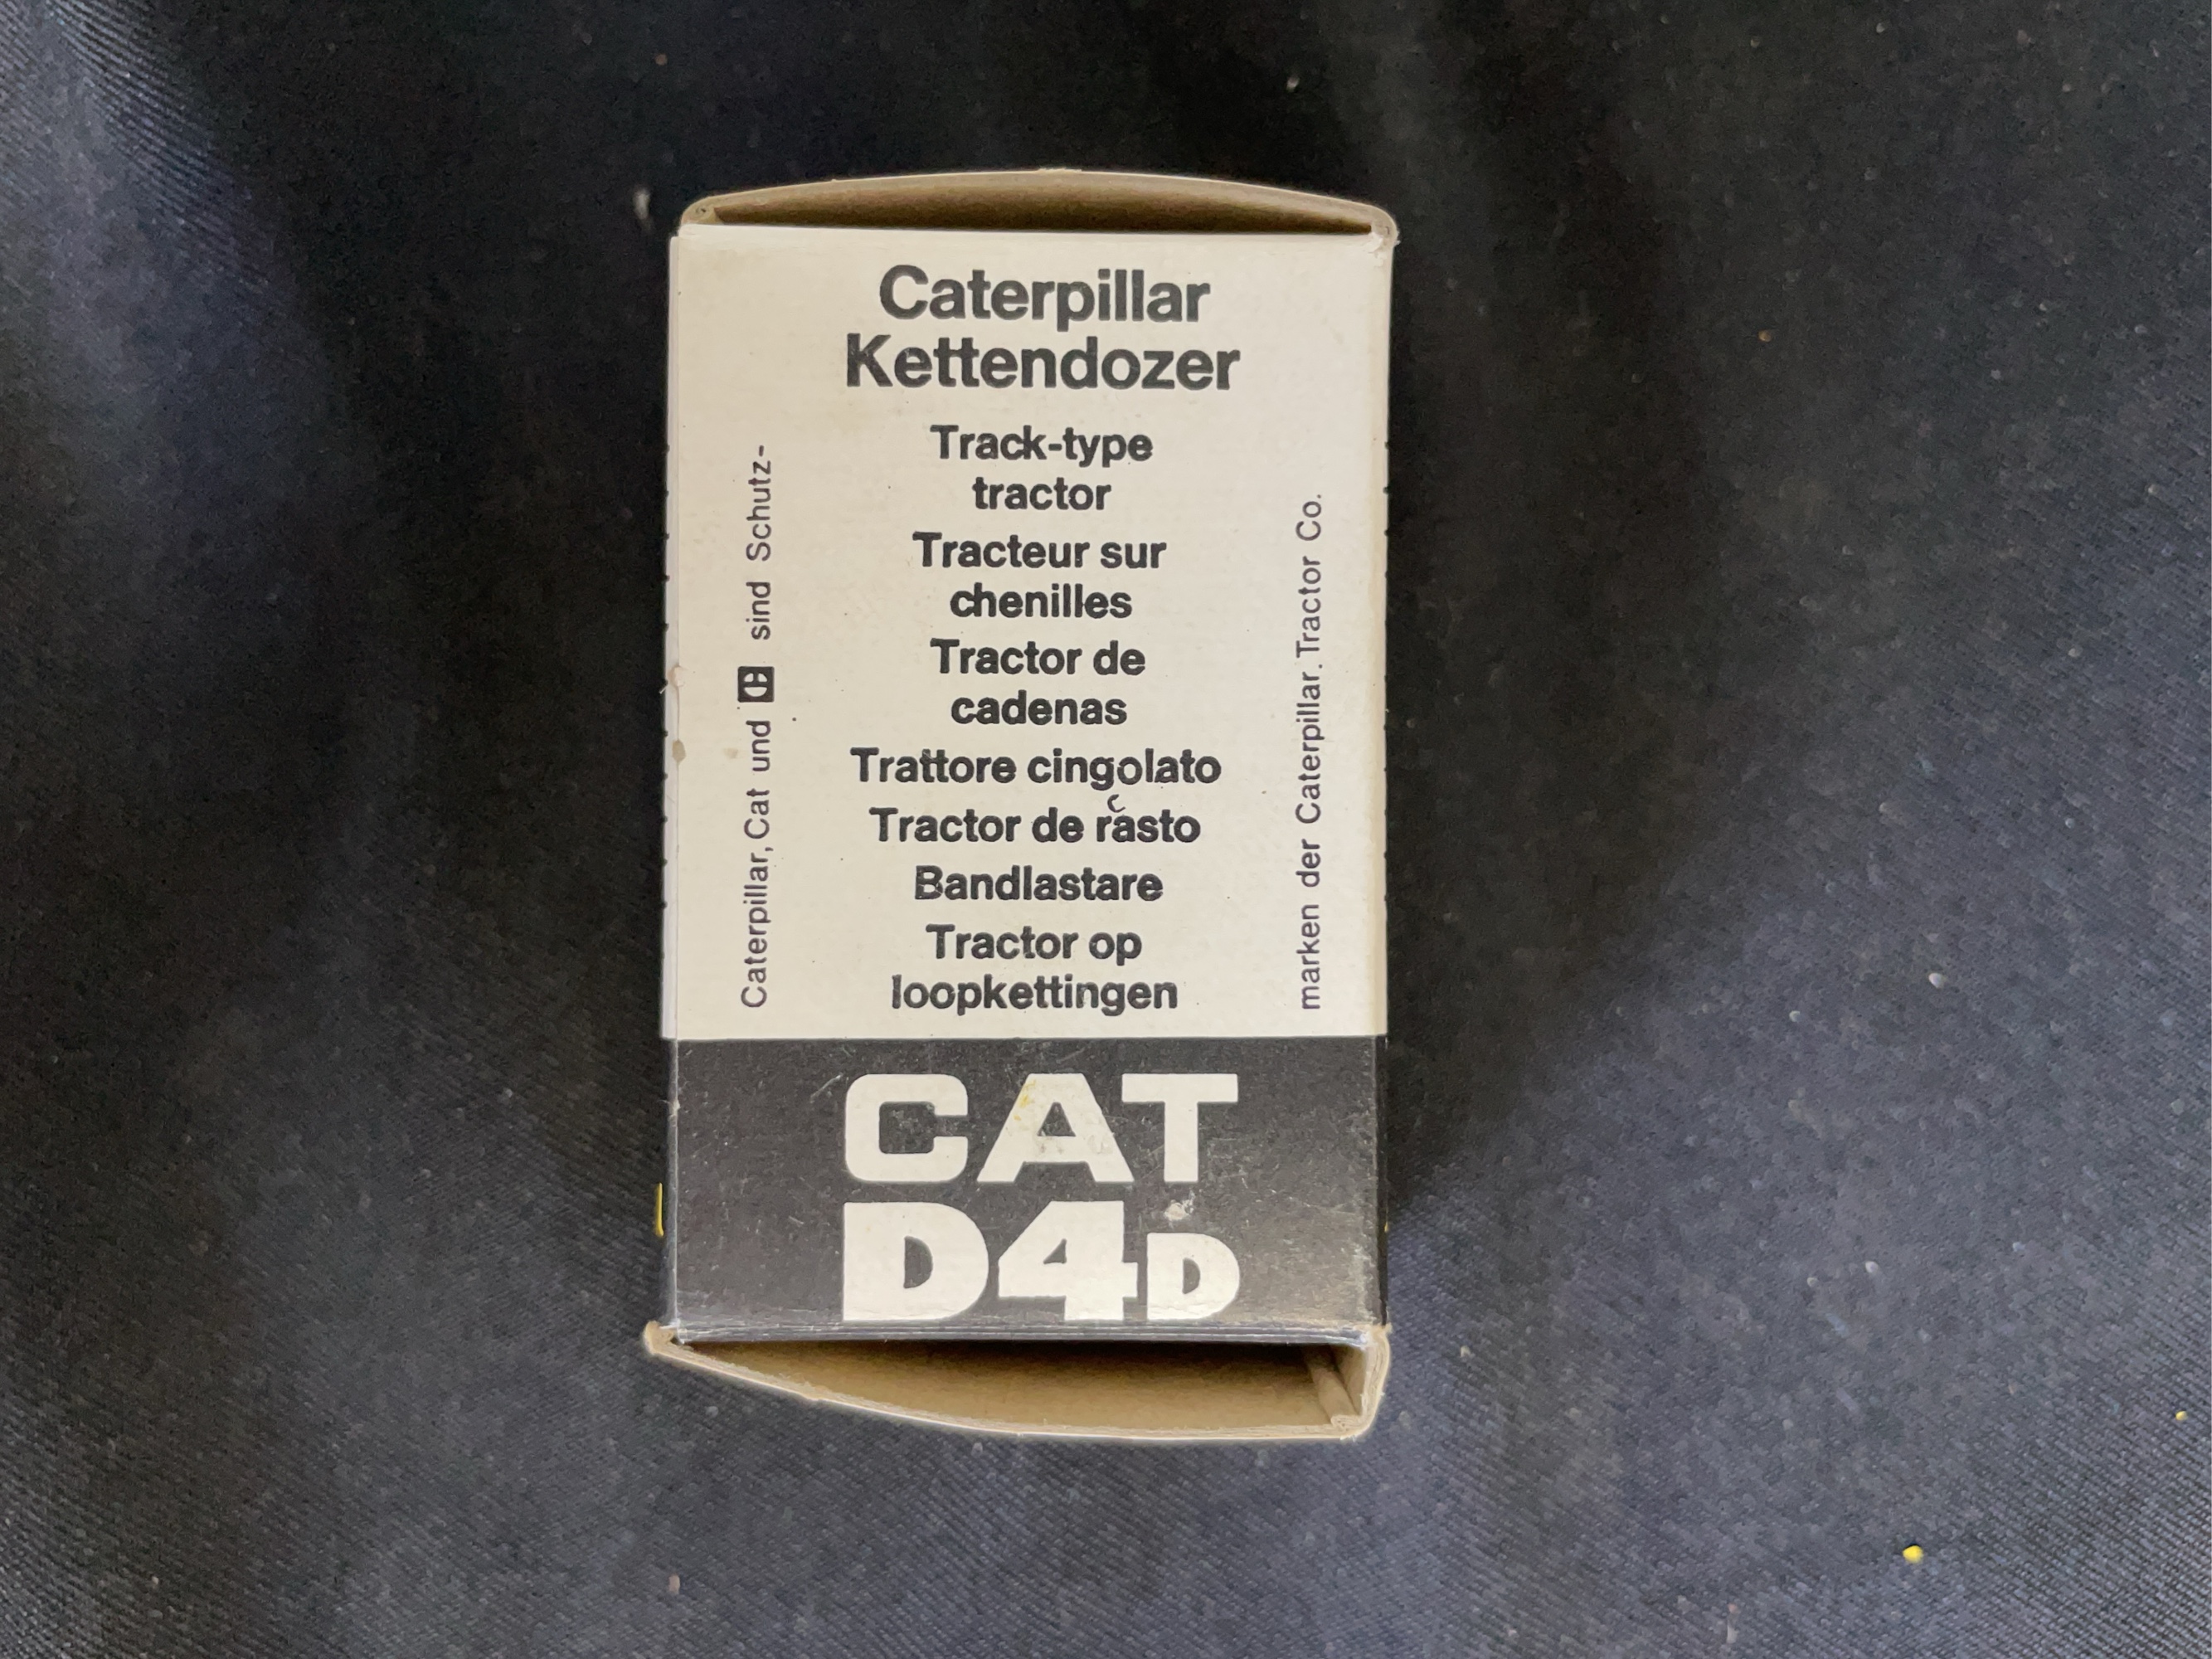 Caterpillar
Kettendozer
Track-type
tractor
Tracteur sur
chenilles
Tractor de
cadenas
Trattore cingolato
Tractor de rasto
Bandlastare
Tractor op
loopkettingen
Caterpillar, Cat und C sind Schutz-
marken der Caterpillar Tractor Co.
CAT
D4D